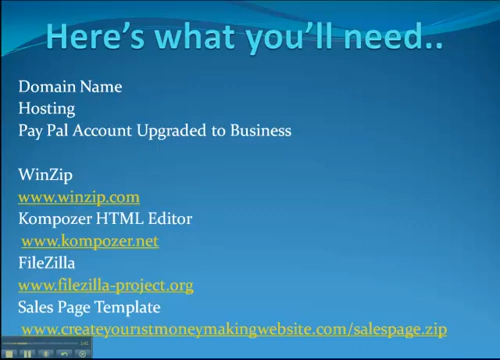 Here's what you'll need..
Domain Name
Hosting
Pay Pal Account Upgraded to Business
WinZip
www.winzip.com
Kompozer HTML Editor
www.kompozer.net
FileZilla
www.filezilla-project.org
Sales Page Template
www.createyour1stmoneymakingwebsite.com/salespage.zip